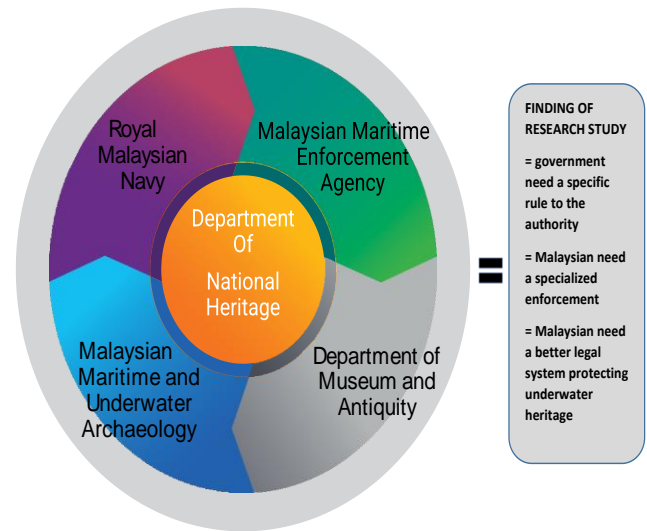 Royal
Malaysian
Navy
Malaysian Maritime
Enforcement
Agency
Department
Of
National
Heritage
Malaysian
Maritime and
Underwater
Archaeology
Department of
Museum and
Antiquity
=
FINDING OF
RESEARCH STUDY
= government
need a specific
rule to the
authority
= Malaysian need
a specialized
enforcement
= Malaysian need
a better legal
system protecting
underwater
heritage